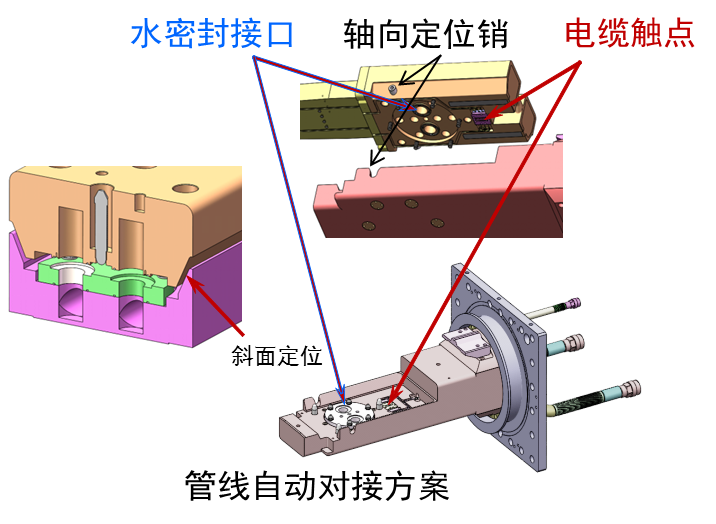 水密封接口
轴向定位销
电缆触点
斜面定位
管线自动对接方案